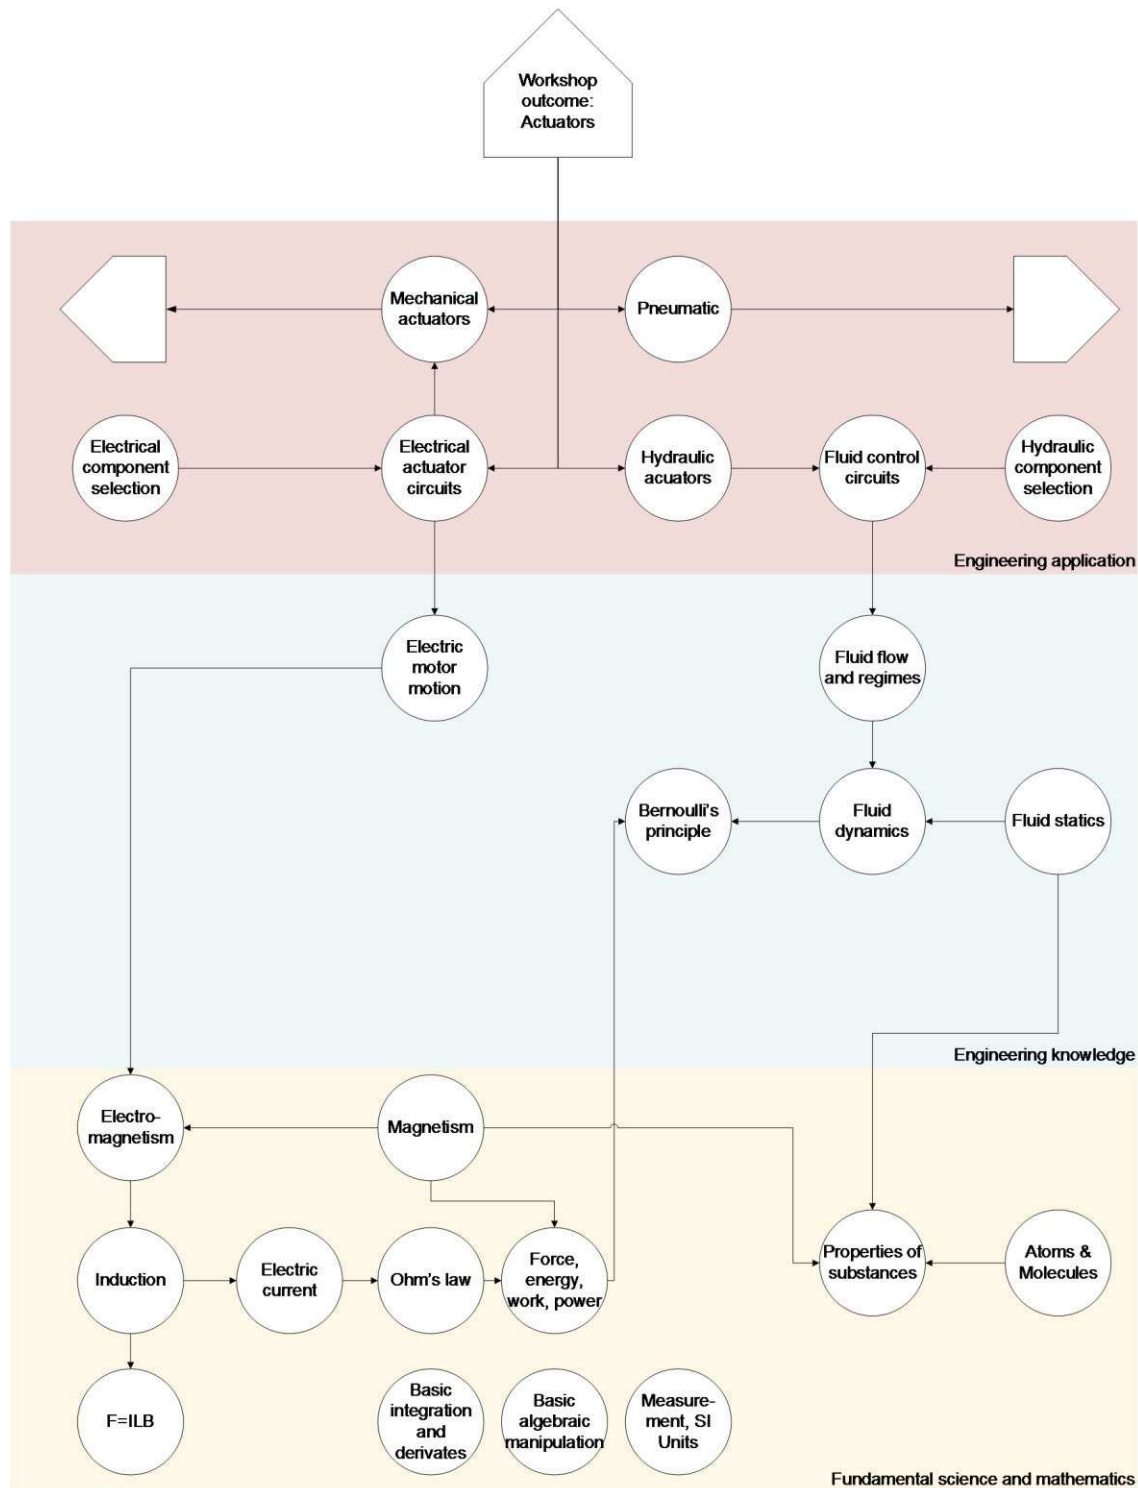 Workshop
outcome:
Actuators
Mechanical
actuators
Pneumatic
Electrical
component
selection
Electrical
actuator
circuits
Hydraulic
acuators
Fluid control
circuits
Hydraulic
component
selection
Engineering application
Electric
motor
motion
Fluid flow
and regimes
Bernoulli's
principle
Fluid
dynamics
Fluid statics
Engineering knowledge
Electro-
magnetism
Magnetism
Induction
Electric
current
Ohm's law
Force,
energy,
work, power
Properties of
substances
Atoms &
Molecules
F=ILB
Basic
integration
and
derivates
Basic
algebraic
manipulation
Measure-
ment, SI
Units
Fundamental science and mathematics